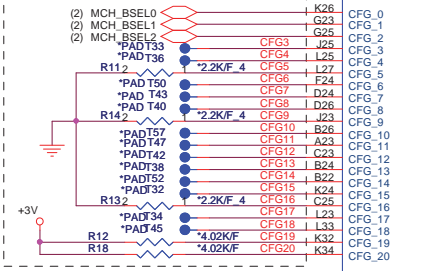 (2) MCH_BSEL0 K26 CFG_0
(2) MCH_BSEL1 G23 CFG_1
(2) MCH_BSEL2 G25 CFG_2
*PAD T33 CFG3 J25 CFG_3
*PAD T36 CFG4 L25 CFG_4
R11 2 *2.2K/F_4 CFG5 L27 CFG_5
*PAD T50 CFG6 F24 CFG_6
*PAD T43 CFG7 D24 CFG_7
*PAD T40 CFG8 D26 CFG_8
R14 2 *2.2K/F_4 CFG9 J23 CFG_9
*PAD T57 CFG10 B26 CFG_10
*PAD T47 CFG11 A23 CFG_11
*PAD T42 CFG12 C23 CFG_12
*PAD T38 CFG13 B24 CFG_13
*PAD T52 CFG14 B22 CFG_14
*PAD T32 CFG15 K24 CFG_15
R13 2 *2.2K/F_4 CFG16 C25 CFG_16
+3V *PAD T34 CFG17 L23 CFG_17
*PAD T45 CFG18 L33 CFG_18
R12 *4.02K/F CFG19 K32 CFG_19
R18 *4.02K/F CFG20 K34 CFG_20